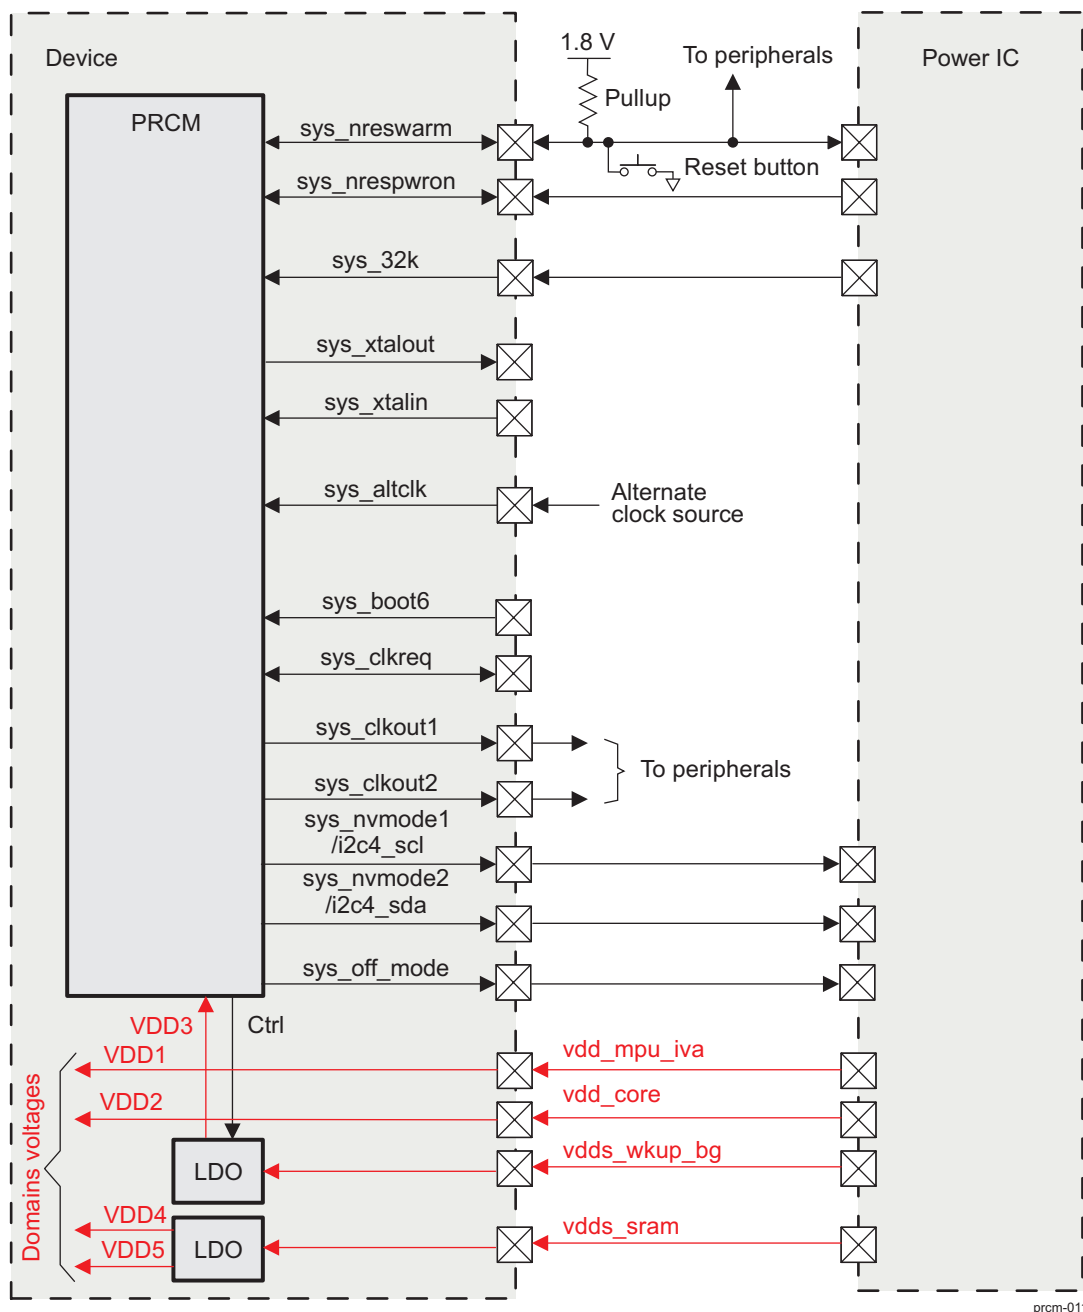 Device
1.8 V
To peripherals
Power IC
Pullup
PRCM
sys_nreswarm
Reset button
sys_nrespwron
sys_32k
sys_xtalout
sys_xtalin
sys_altclk
Alternate
clock source
sys_boot6
sys_clkreq
sys_clkout1
To peripherals
sys_clkout2
sys_nvmode1
/i2c4_scl
sys_nvmode2
/i2c4_sda
sys_off_mode
VDD3
Ctrl
VDD1
vdd_mpu_iva
VDD2
vdd_core
Domains voltages
LDO
vdds_wkup_bg
VDD4
VDD5
LDO
vdds_sram